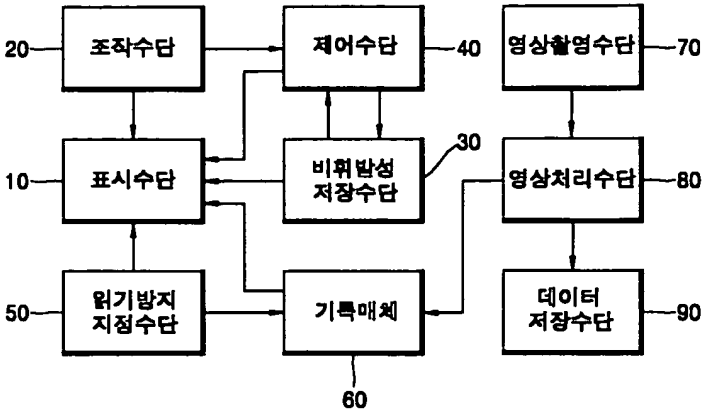 20
조작수단
제어수단
40
영상촬영수단
70
10
표시수단
비휘발성
저장수단
30
영상처리수단
80
50
읽기방지
지정수단
기록매체
60
데이터
저장수단
90